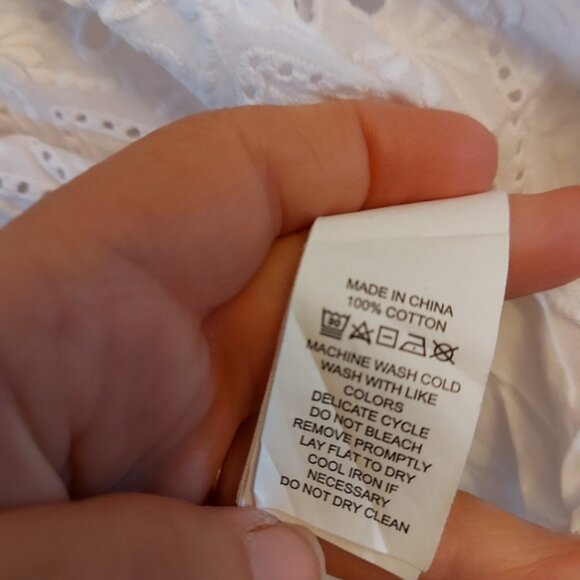 MADE IN CHINA
100% COTTON
30
MACHINE WASH COLD
WASH WITH LIKE
COLORS
DELICATE CYCLE
DO NOT BLEACH
REMOVE PROMPTLY
LAY FLAT TO DRY
COOL IRON IF
NECESSARY
DO NOT DRY CLEAN